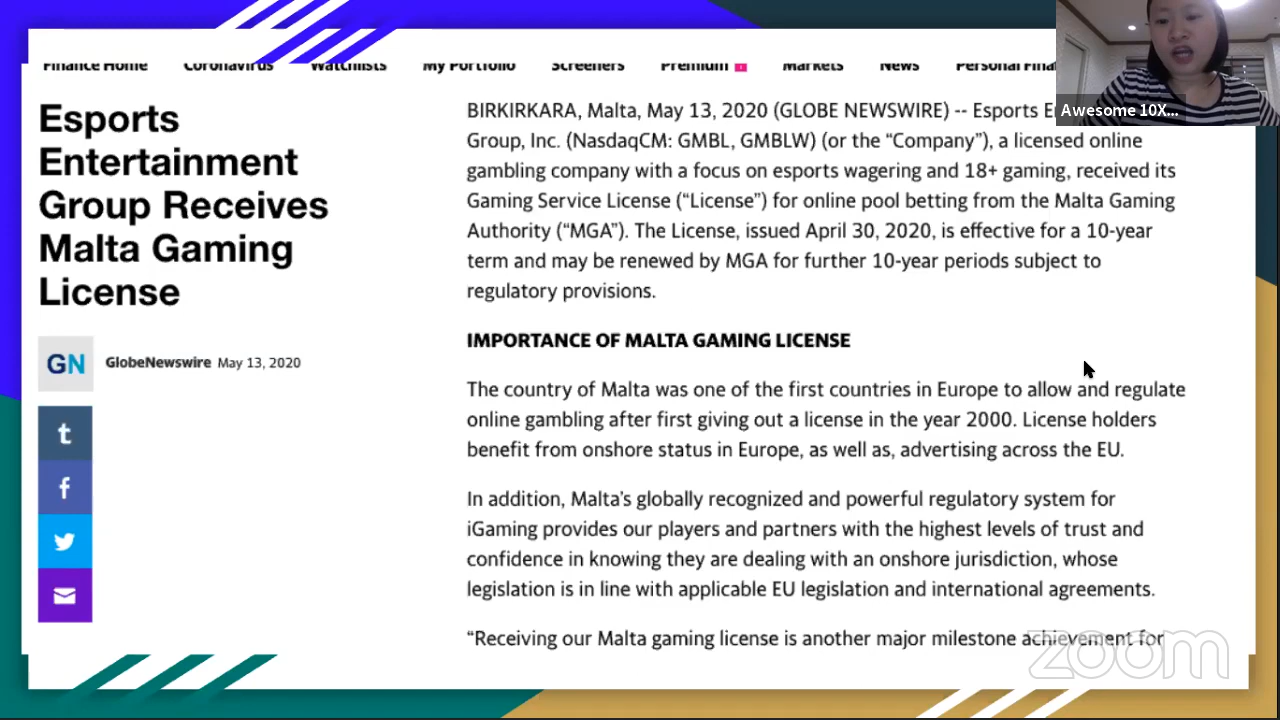 Finance Home Coronavirus Watchlists My Portfolio Screeners Premium Markets News Personal
Awesome 10X...
Esports
Entertainment
Group Receives
Malta Gaming
License
GN GlobeNewswire May 13, 2020
t
f
BIRKIRKARA, Malta, May 13, 2020 (GLOBE NEWSWIRE) -- Esports
Group, Inc. (NasdaqCM: GMBL, GMBLW) (or the “Company”), a licensed online
gambling company with a focus on esports wagering and 18+ gaming, received its
Gaming Service License (“License”) for online pool betting from the Malta Gaming
Authority (“MGA”). The License, issued April 30, 2020, is effective for a 10-year
term and may be renewed by MGA for further 10-year periods subject to
regulatory provisions.
IMPORTANCE OF MALTA GAMING LICENSE
The country of Malta was one of the first countries in Europe to allow and regulate
online gambling after first giving out a license in the year 2000. License holders
benefit from onshore status in Europe, as well as, advertising across the EU.
In addition, Malta’s globally recognized and powerful regulatory system for
iGaming provides our players and partners with the highest levels of trust and
confidence in knowing they are dealing with an onshore jurisdiction, whose
legislation is in line with applicable EU legislation and international agreements.
“Receiving our Malta gaming license is another major milestone achievement for
zoom